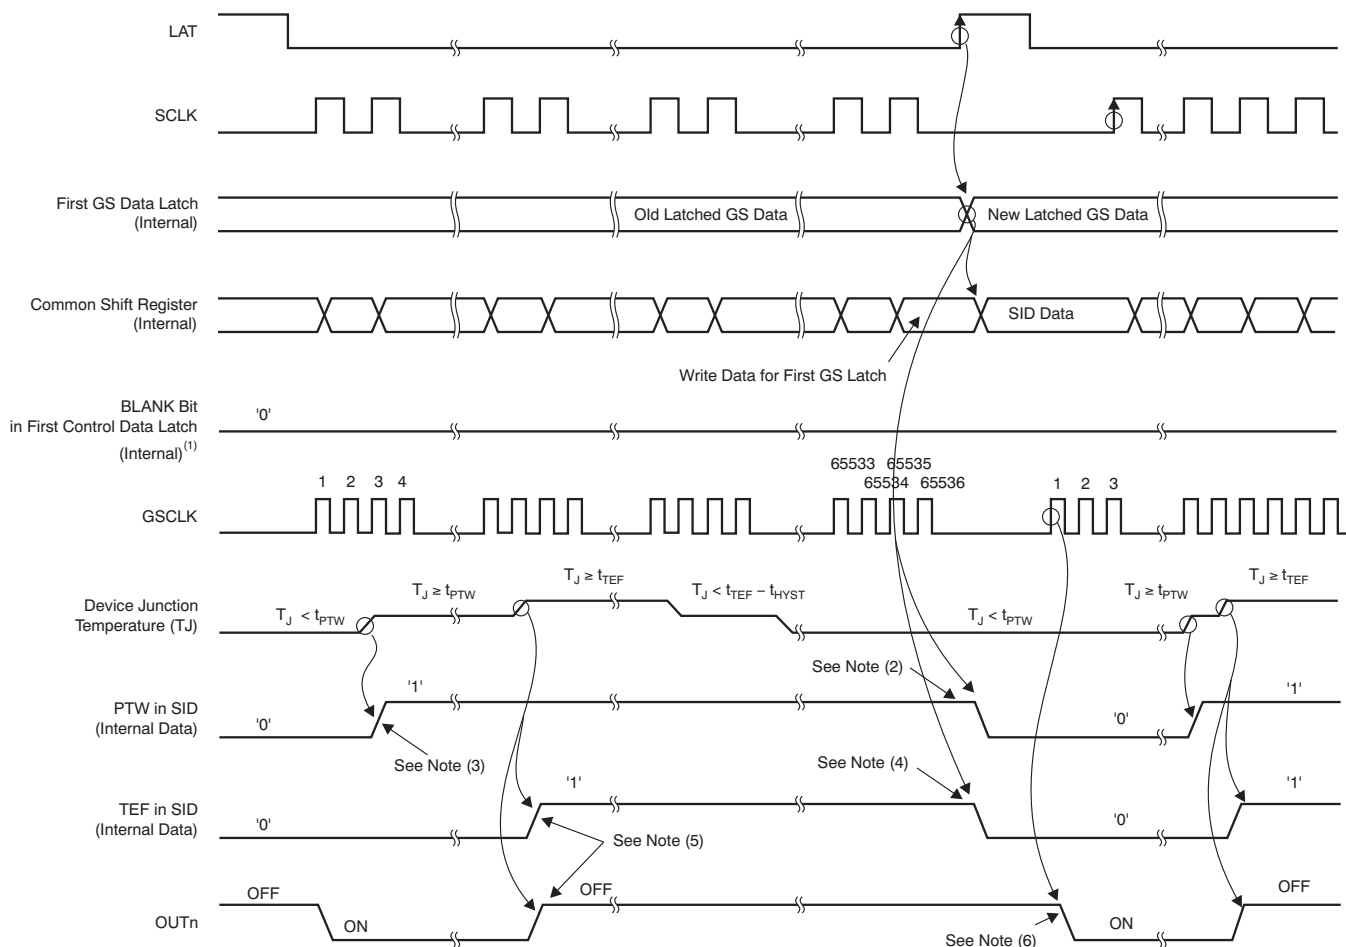 LAT
SCLK
First GS Data Latch
(Internal)
Old Latched GS Data
New Latched GS Data
Common Shift Register
(Internal)
SID Data
Write Data for First GS Latch
BLANK Bit
in First Control Data Latch
(Internal)(1)
'0'
65533 65535
1 2 3 4 65534 65536 1 2 3
GSCLK
Device Junction
Temperature (TJ)
TJ < tPTW
TJ ≥ tPTW
TJ ≥ tTEF
TJ < tTEF – tHYST
TJ < tPTW
TJ ≥ tPTW
TJ ≥ tTEF
See Note (2)
PTW in SID
(Internal Data)
'0'
'1'
'0'
'1'
See Note (3)
See Note (4)
TEF in SID
(Internal Data)
'0'
'1'
'0'
'1'
See Note (5)
OUTn
OFF
ON
OFF
ON
OFF
See Note (6)